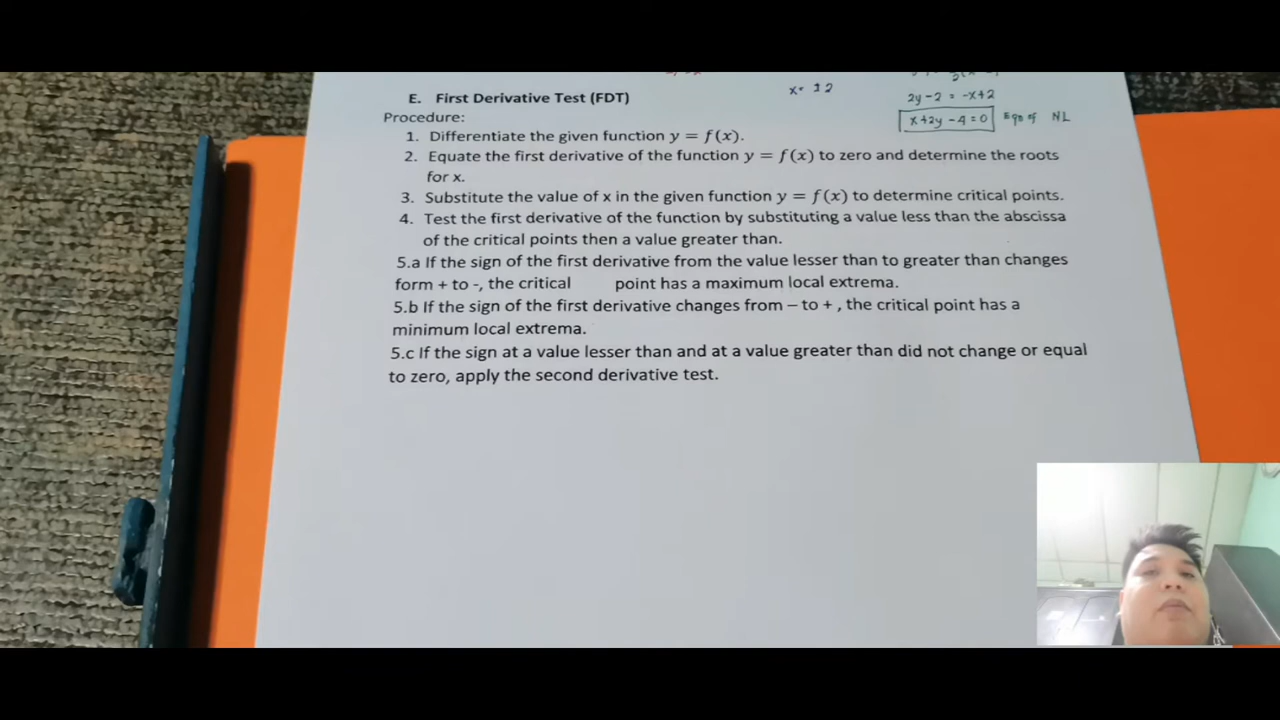 E. First Derivative Test (FDT)
x = 12
2y-2 = -x+2
Procedure:
x+2y-4=0 Eqn of NL
1. Differentiate the given function y = f(x).
2. Equate the first derivative of the function y = f(x) to zero and determine the roots
for x.
3. Substitute the value of x in the given function y = f(x) to determine critical points.
4. Test the first derivative of the function by substituting a value less than the abscissa
of the critical points then a value greater than.
5.a If the sign of the first derivative from the value lesser than to greater than changes
form + to -, the critical point has a maximum local extrema.
5.b If the sign of the first derivative changes from – to + , the critical point has a
minimum local extrema.
5.c If the sign at a value lesser than and at a value greater than did not change or equal
to zero, apply the second derivative test.